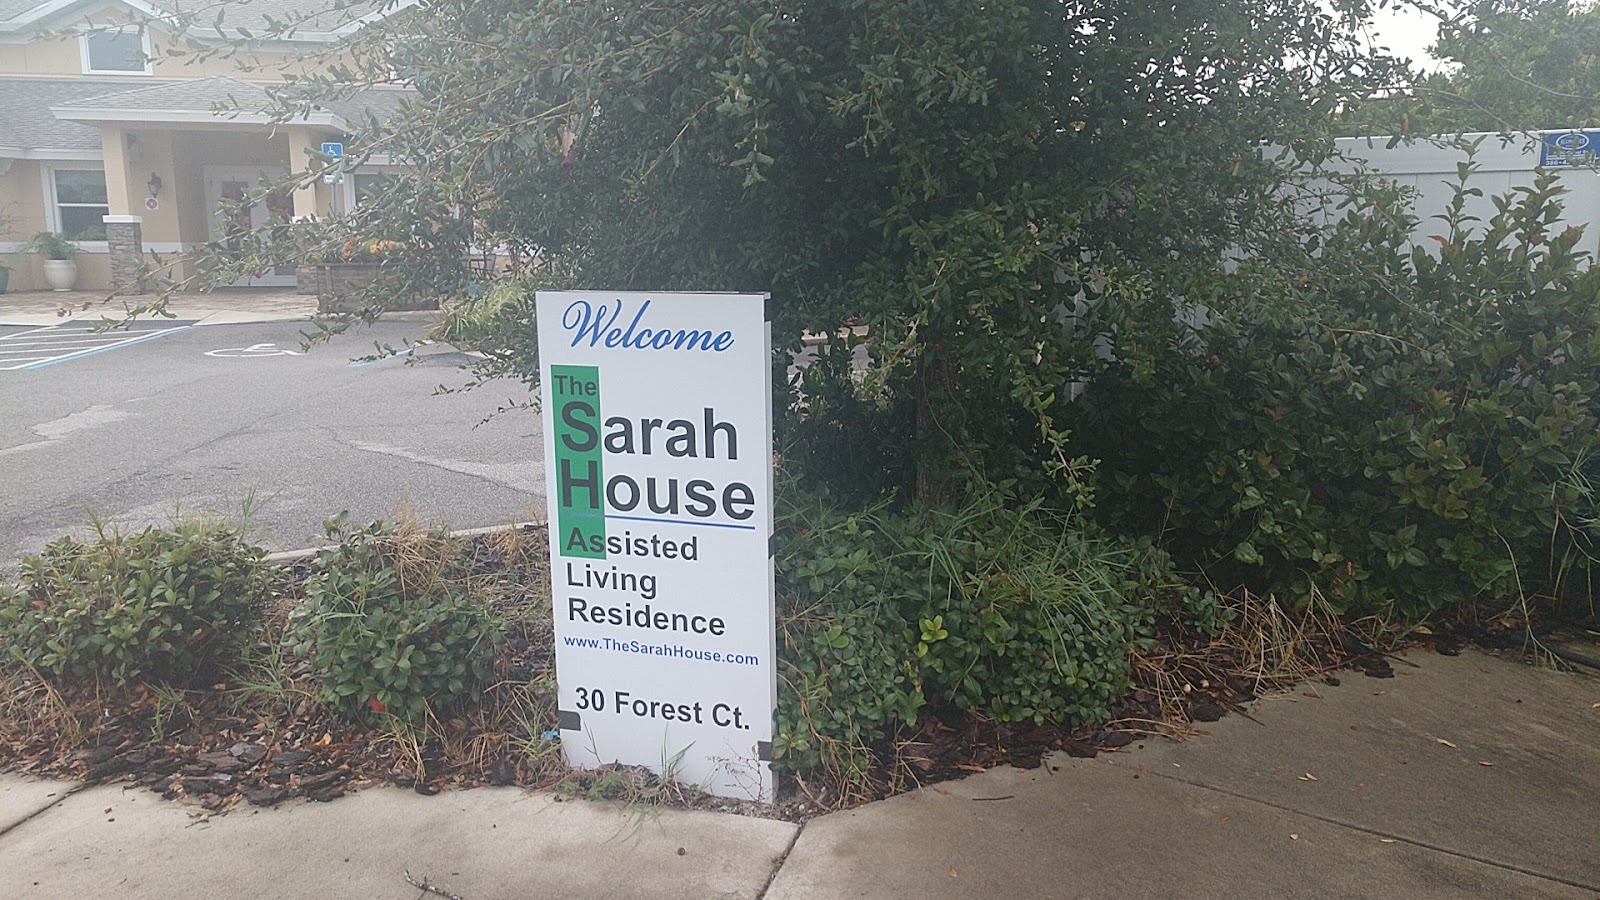 Welcome
The
Sarah
House
Assisted
Living
Residence
www.TheSarahHouse.com
30 Forest Ct.